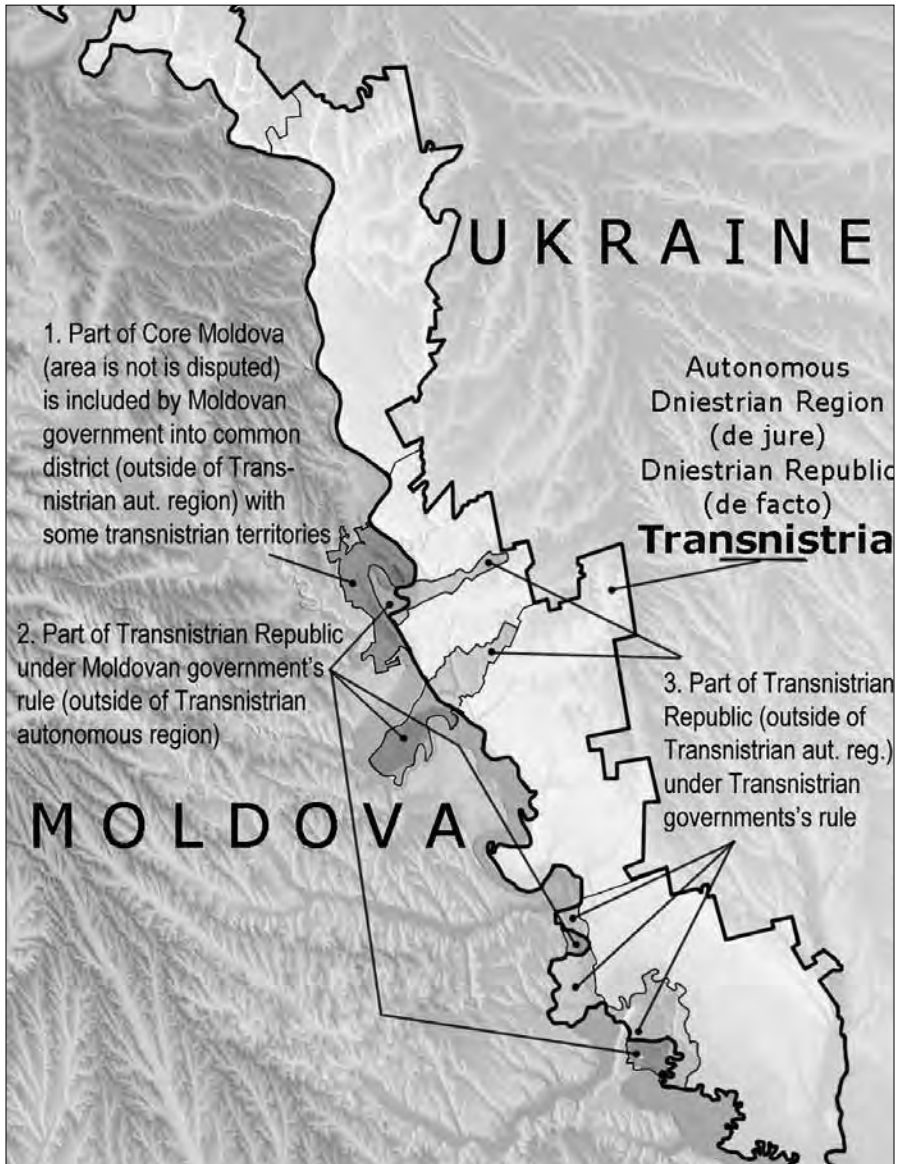 UKRAINE
1. Part of Core Moldova
(area is not is disputed)
is included by Moldovan
government into common
district (outside of Trans-
nistrian aut. region) with
some transnistrian territories
Autonomous
Dniestrian Region
(de jure)
Dniestrian Republic
(de facto)
Transnistria
2. Part of Transnistrian Republic
under Moldovan government's
rule (outside of Transnistrian
autonomous region)
3. Part of Transnistrian
Republic (outside of
Transnistrian aut. reg.)
under Transnistrian
governments's rule
MOLDOVA